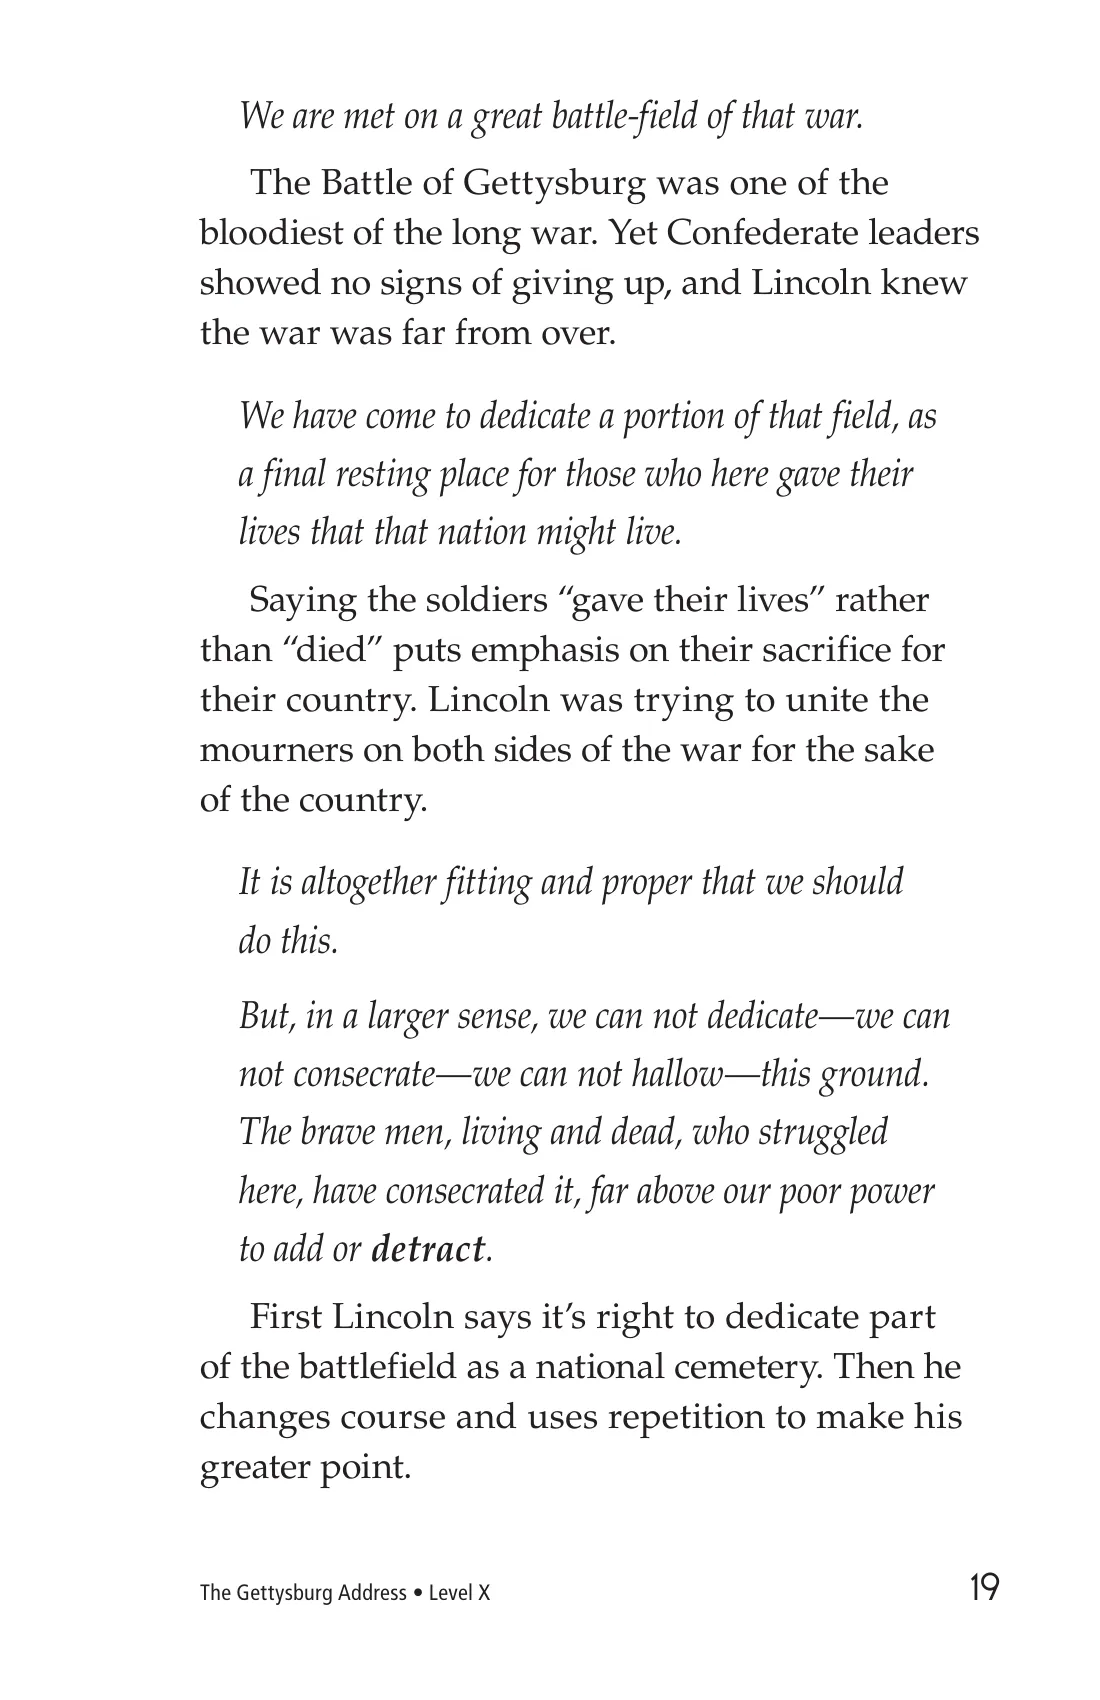 We are met on a great battle-field of that war.
The Battle of Gettysburg was one of the
bloodiest of the long war. Yet Confederate leaders
showed no signs of giving up, and Lincoln knew
the war was far from over.
We have come to dedicate a portion of that field, as
a final resting place for those who here gave their
lives that that nation might live.
Saying the soldiers “gave their lives” rather
than “died” puts emphasis on their sacrifice for
their country. Lincoln was trying to unite the
mourners on both sides of the war for the sake
of the country.
It is altogether fitting and proper that we should
do this.
But, in a larger sense, we can not dedicate—we can
not consecrate—we can not hallow—this ground.
The brave men, living and dead, who struggled
here, have consecrated it, far above our poor power
to add or detract.
First Lincoln says it’s right to dedicate part
of the battlefield as a national cemetery. Then he
changes course and uses repetition to make his
greater point.
The Gettysburg Address • Level X 19